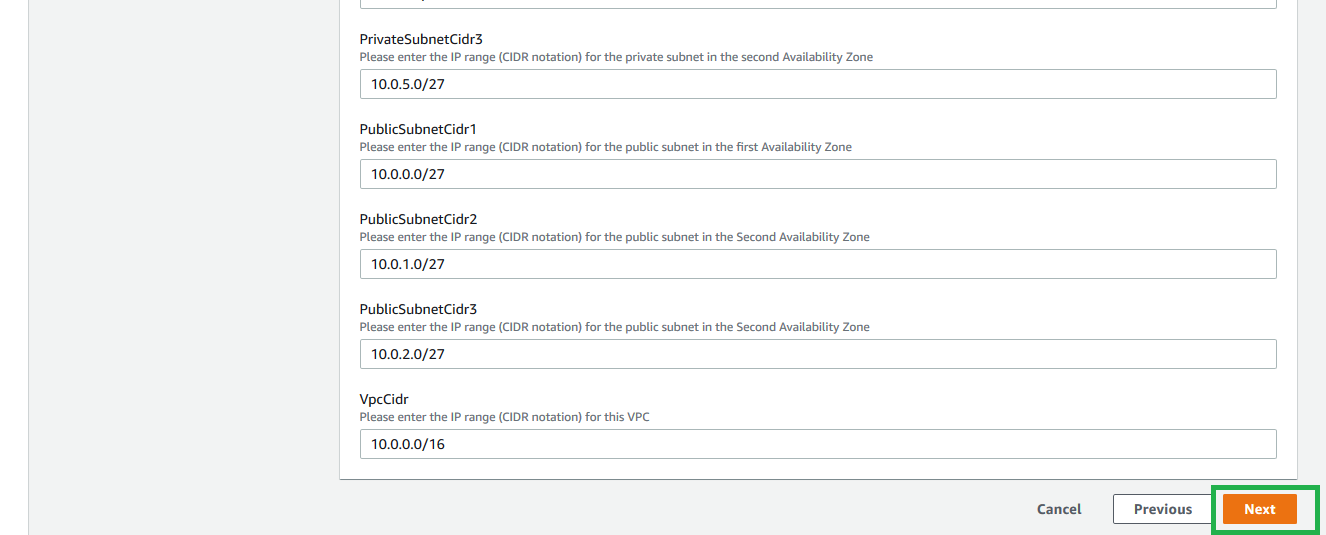 PrivateSubnetCidr3
Please enter the IP range (CIDR notation) for the private subnet in the second Availability Zone
10.0.5.0/27
PublicSubnetCidr1
Please enter the IP range (CIDR notation) for the public subnet in the first Availability Zone
10.0.0.0/27
PublicSubnetCidr2
Please enter the IP range (CIDR notation) for the public subnet in the Second Availability Zone
10.0.1.0/27
PublicSubnetCidr3
Please enter the IP range (CIDR notation) for the public subnet in the Second Availability Zone
10.0.2.0/27
VpcCidr
Please enter the IP range (CIDR notation) for this VPC
10.0.0.0/16
Cancel Previous Next